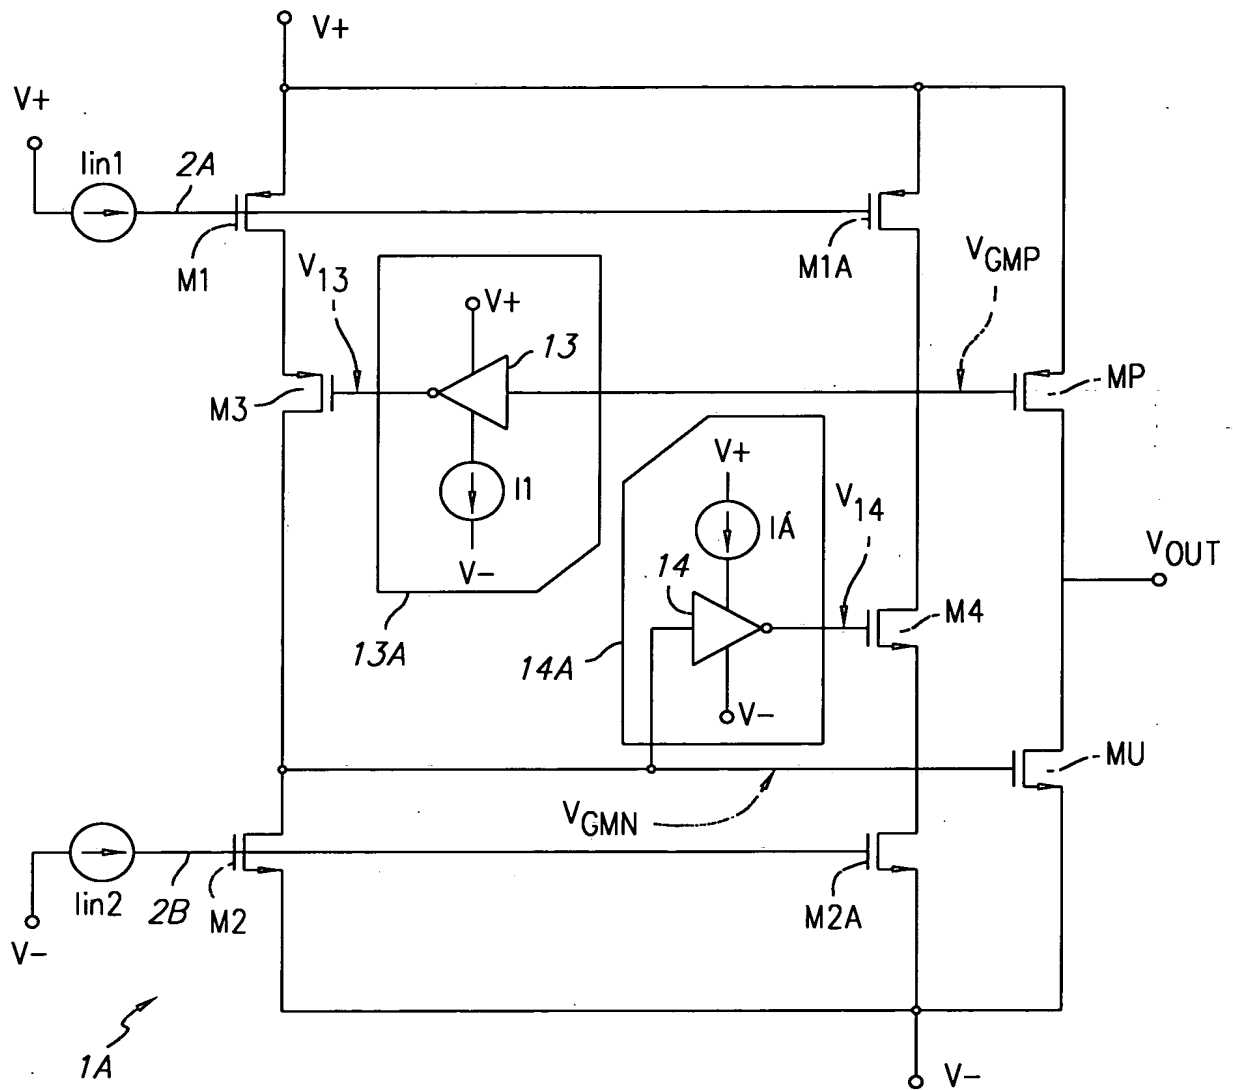 V+
V+
Iin1
2A
M1
M1A
V13
VGMP
V+
13
M3
MP
I1
V-
13A
V+
IÁ
V14
14
14A
V-
M4
VOUT
MU
VGMN
Iin2
2B
M2
M2A
V-
1A
V-